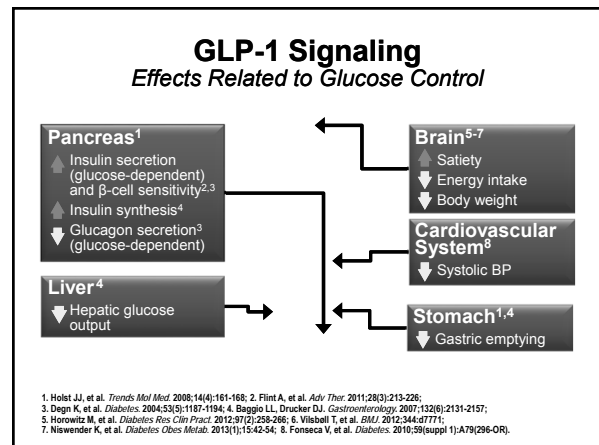 GLP-1 Signaling
Effects Related to Glucose Control
Pancreas¹
Insulin secretion
(glucose-dependent)
and β-cell sensitivity²,³
Insulin synthesis⁴
Glucagon secretion³
(glucose-dependent)
Liver⁴
Hepatic glucose
output
Brain⁵-⁷
Satiety
Energy intake
Body weight
Cardiovascular
System⁸
Systolic BP
Stomach¹,⁴
Gastric emptying
1. Holst JJ, et al. Trends Mol Med. 2008;14(4):161-168; 2. Flint A, et al. Adv Ther. 2011;28(3):213-226;
3. Degn K, et al. Diabetes. 2004;53(5):1187-1194; 4. Baggio LL, Drucker DJ. Gastroenterology. 2007;132(6):2131-2157;
5. Horowitz M, et al. Diabetes Res Clin Pract. 2012;97(2):258-266; 6. Vilsbøll T, et al. BMJ. 2012;344:d7771;
7. Niswender K, et al. Diabetes Obes Metab. 2013(1);15:42-54; 8. Fonseca V, et al. Diabetes. 2010;59(suppl 1):A79(296-OR).